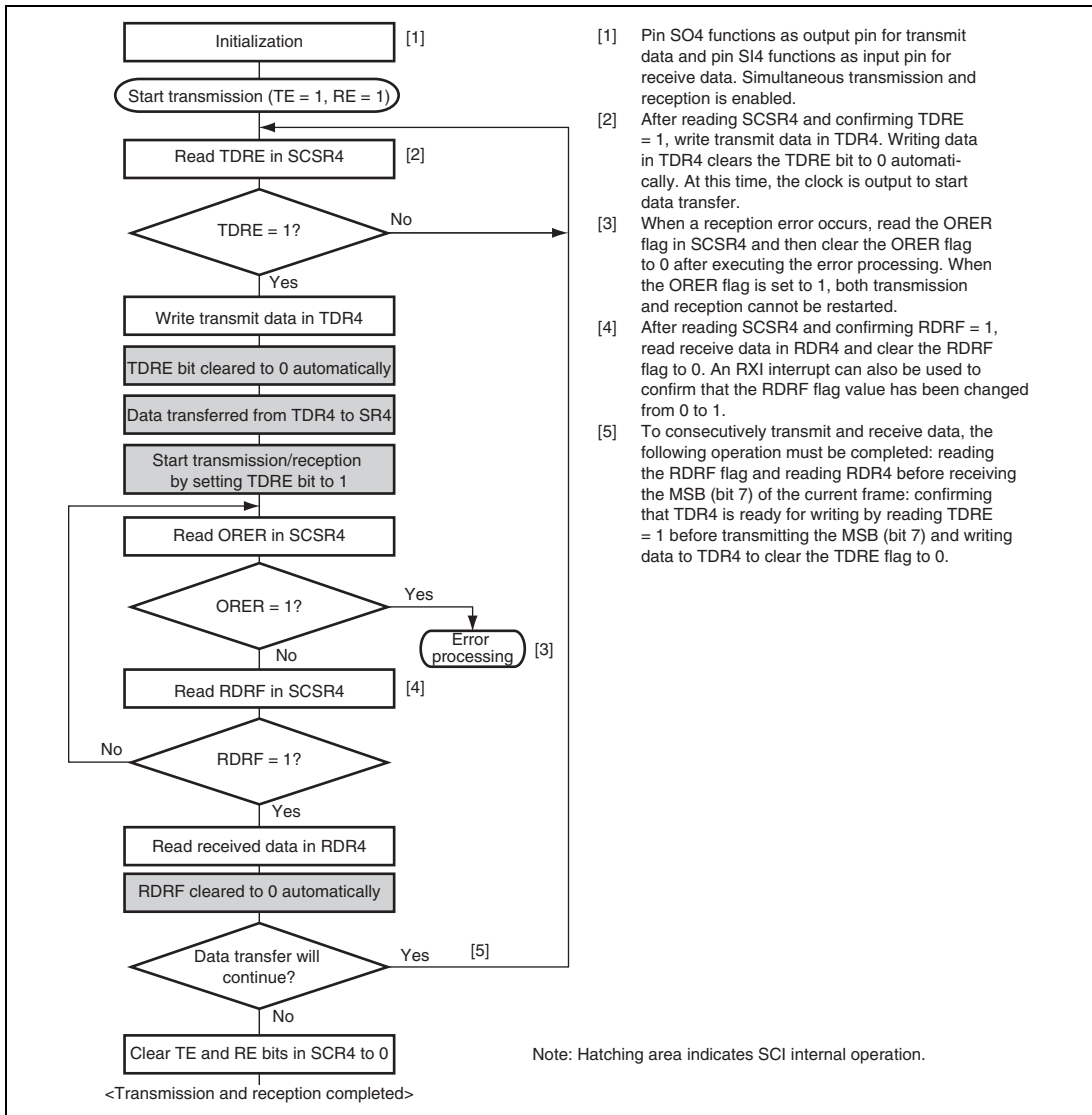 Initialization
[1]
Start transmission (TE = 1, RE = 1)
Read TDRE in SCSR4
[2]
TDRE = 1?
No
Yes
Write transmit data in TDR4
TDRE bit cleared to 0 automatically
Data transferred from TDR4 to SR4
Start transmission/reception
by setting TDRE bit to 1
Read ORER in SCSR4
ORER = 1?
Yes
Error
processing
[3]
No
Read RDRF in SCSR4
[4]
No
RDRF = 1?
Yes
Read received data in RDR4
RDRF cleared to 0 automatically
Data transfer will
continue?
Yes
[5]
No
Clear TE and RE bits in SCR4 to 0
<Transmission and reception completed>
[1] Pin SO4 functions as output pin for transmit
data and pin SI4 functions as input pin for
receive data. Simultaneous transmission and
reception is enabled.
[2] After reading SCSR4 and confirming TDRE
= 1, write transmit data in TDR4. Writing data
in TDR4 clears the TDRE bit to 0 automati-
cally. At this time, the clock is output to start
data transfer.
[3] When a reception error occurs, read the ORER
flag in SCSR4 and then clear the ORER flag
to 0 after executing the error processing. When
the ORER flag is set to 1, both transmission
and reception cannot be restarted.
[4] After reading SCSR4 and confirming RDRF = 1,
read receive data in RDR4 and clear the RDRF
flag to 0. An RXI interrupt can also be used to
confirm that the RDRF flag value has been changed
from 0 to 1.
[5] To consecutively transmit and receive data, the
following operation must be completed: reading
the RDRF flag and reading RDR4 before receiving
the MSB (bit 7) of the current frame: confirming
that TDR4 is ready for writing by reading TDRE
= 1 before transmitting the MSB (bit 7) and writing
data to TDR4 to clear the TDRE flag to 0.
Note: Hatching area indicates SCI internal operation.